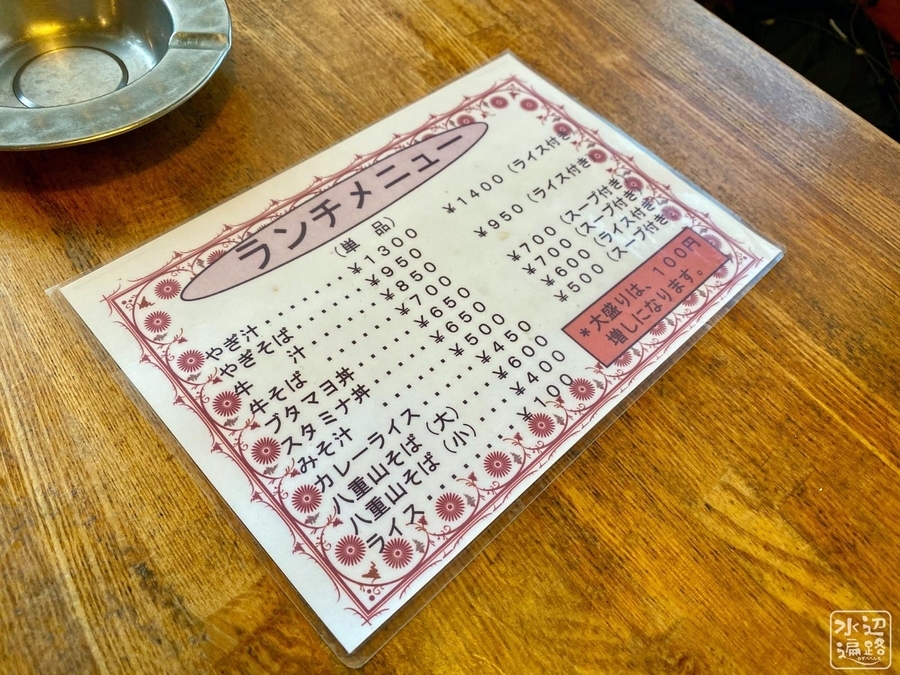 ランチメニュー
(単品)
やぎ汁 ········ ¥1300 ¥1400 (ライス付き)
やぎそば ········ ¥950
牛 汁 ········ ¥850 ¥950 (ライス付き)
牛そば ········ ¥700
ブタマヨ丼 ········ ¥650 ¥700 (スープ付き)
スタミナ丼 ········ ¥650 ¥700 (スープ付き)
みそ汁 ········ ¥500 ¥600 (ライス付き)
カレーライス ····· ¥450 ¥500 (スープ付き)
八重山そば (大) ···· ¥600
八重山そば (小) ···· ¥400
ライス ········ ¥100
*大盛りは、100円
増しになります。
水辺
遍路